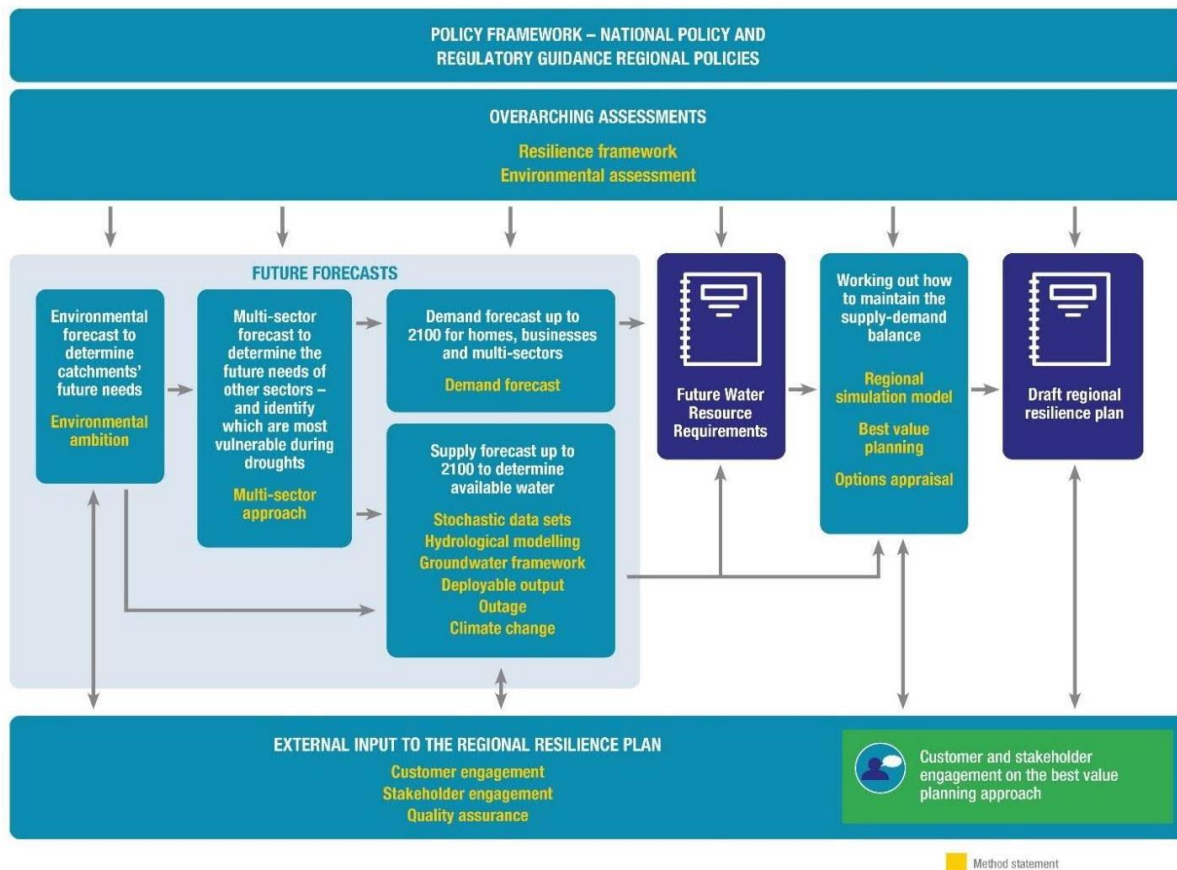 POLICY FRAMEWORK – NATIONAL POLICY AND
REGULATORY GUIDANCE REGIONAL POLICIES
OVERARCHING ASSESSMENTS
Resilience framework
Environmental assessment
FUTURE FORECASTS
Environmental
forecast to
determine
catchments’
future needs
Environmental
ambition
Multi-sector
forecast to
determine the
future needs of
other sectors –
and identify
which are most
vulnerable during
droughts
Multi-sector
approach
Demand forecast up to
2100 for homes, businesses
and multi-sectors
Demand forecast
Supply forecast up to
2100 to determine
available water
Stochastic data sets
Hydrological modelling
Groundwater framework
Deployable output
Outage
Climate change
Future Water
Resource
Requirements
Working out how
to maintain the
supply-demand
balance
Regional
simulation model
Best value
planning
Options appraisal
Draft regional
resilience plan
EXTERNAL INPUT TO THE REGIONAL RESILIENCE PLAN
Customer engagement
Stakeholder engagement
Quality assurance
Customer and stakeholder
engagement on the best value
planning approach
Method statement